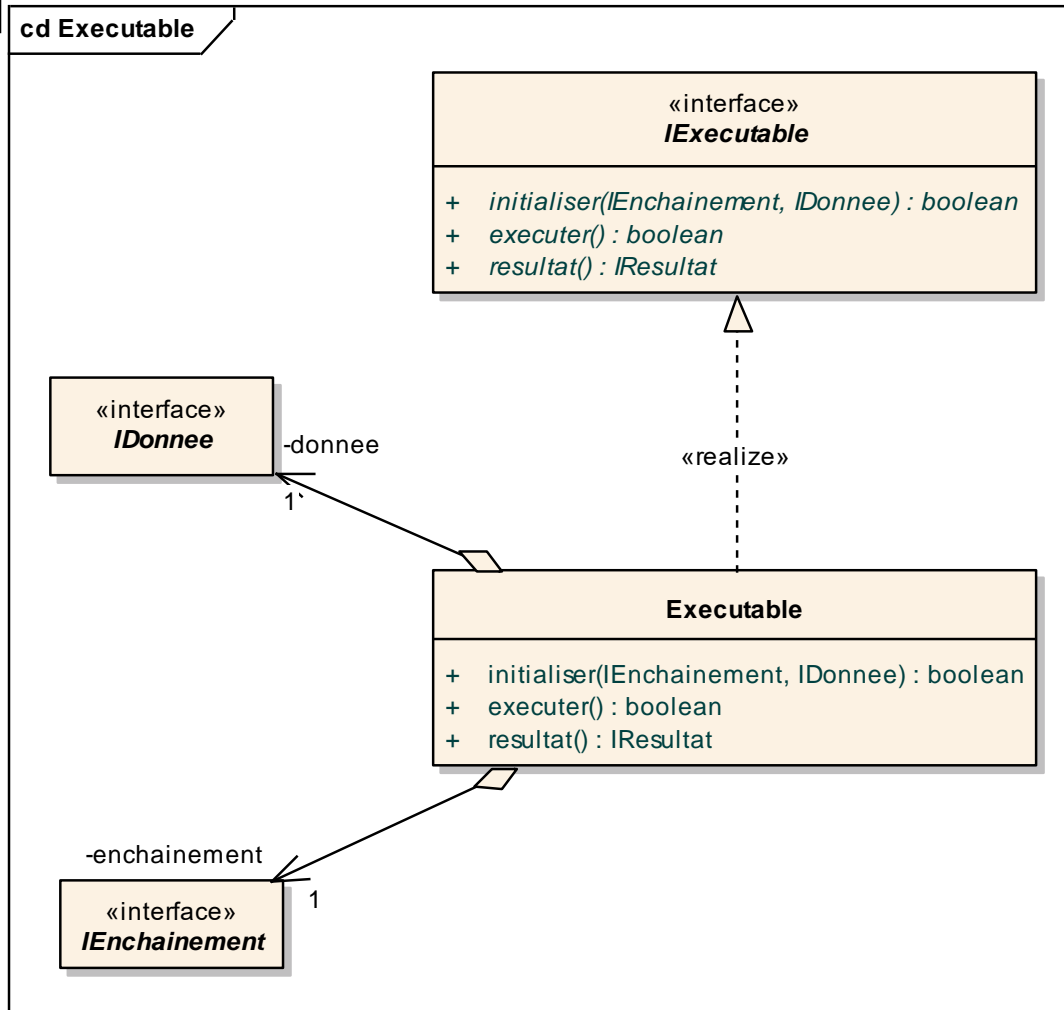 cd Executable
«interface»
IExecutable
+ initialiser(IEnchainement, IDonnee) : boolean
+ executer() : boolean
+ resultat() : IResultat
«interface»
IDonnee
-donnee
1`
«realize»
Executable
+ initialiser(IEnchainement, IDonnee) : boolean
+ executer() : boolean
+ resultat() : IResultat
-enchainement
1
«interface»
IEnchainement